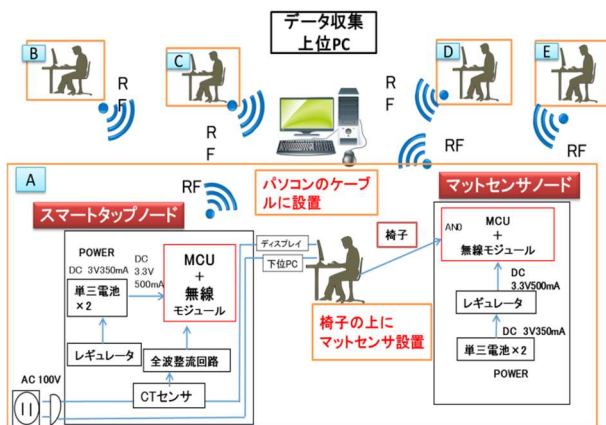 データ収集
上位PC
B
C
D
E
R
F
R
F
R
F
RF
RF
A
RF
パソコンのケーブ
ルに設置
マットセンサノード
スマートタップノード
POWER
DC 3V350mA
DC
3.3V
500mA
MCU
+
無線
モジュール
単三電池
×2
レギュレータ
全波整流回路
CTセンサ
AC 100V
ディスプレイ
下位PC
椅子
椅子の上に
マットセンサ設置
AN0
MCU
+
無線モジュール
DC
3.3V500mA
レギュレータ
DC 3V350mA
単三電池×2
POWER